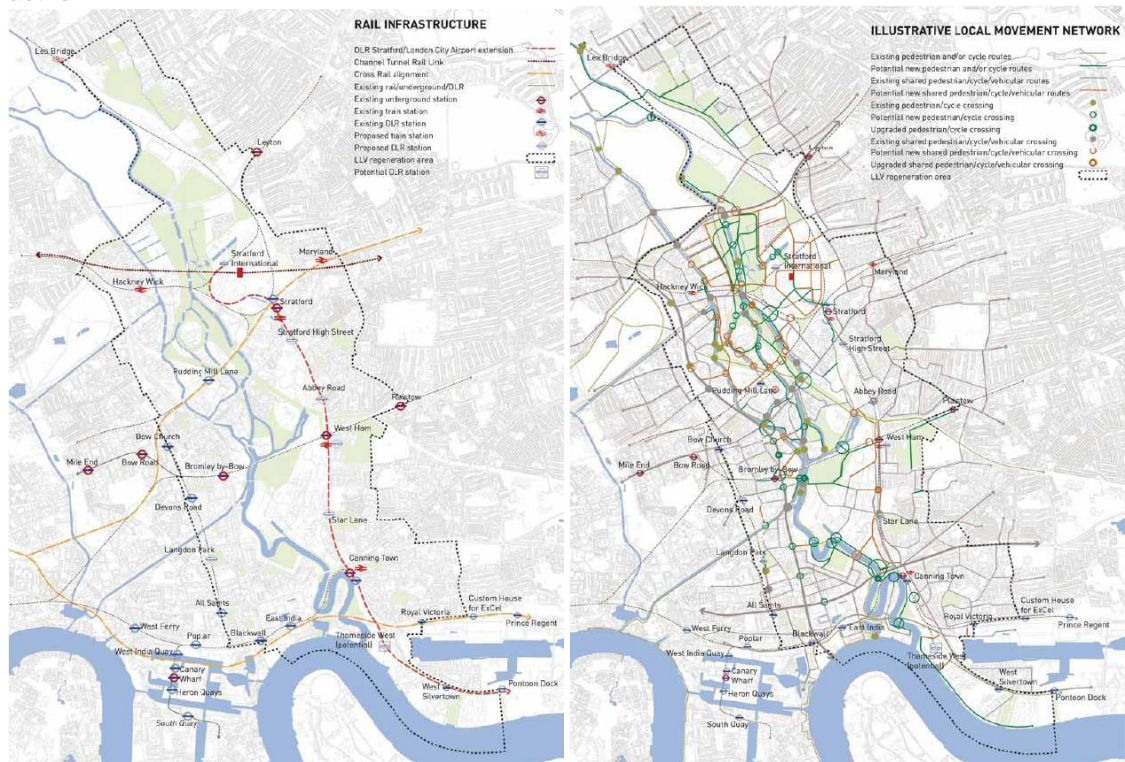 RAIL INFRASTRUCTURE
DLR Stratford/London City Airport extension
Channel Tunnel Rail Link
Cross Rail alignment
Existing rail/underground/DLR
Existing underground station
Existing train station
Existing DLR station
Proposed train station
Proposed DLR station
LLV regeneration area
Potential DLR station
Lea Bridge
Leyton
Stratford
International
Maryland
Hackney Wick
Stratford
Stratford High Street
Pudding Mill Lane
Abbey Road
Plaistow
West Ham
Bow Church
Mile End
Bow Road
Bromley-by-Bow
Devons Road
Star Lane
Langdon Park
Canning Town
All Saints
Royal Victoria
Custom House
for ExCel
West Ferry
East India
Prince Regent
Poplar
Blackwall
Thameside West
(potential)
West India Quay
Canary
Wharf
Heron Quays
West
Silvertown
Pontoon Dock
South Quay
ILLUSTRATIVE LOCAL MOVEMENT NETWORK
Existing pedestrian and/or cycle routes
Potential new pedestrian and/or cycle routes
Existing shared pedestrian/cycle/vehicular routes
Potential new shared pedestrian/cycle/vehicular routes
Existing pedestrian/cycle crossing
Potential new pedestrian/cycle crossing
Upgraded pedestrian/cycle crossing
Existing shared pedestrian/cycle/vehicular crossing
Potential new shared pedestrian/cycle/vehicular crossing
Upgraded shared pedestrian/cycle/vehicular crossing
LLV regeneration area
Lea Bridge
Leyton
Stratford
International
Maryland
Hackney Wick
Stratford
Stratford
High Street
Pudding Mill Lane
Abbey Road
Plaistow
West Ham
Bow Church
Mile End
Bow Road
Bromley-by-Bow
Devons Road
Star Lane
Langdon Park
Canning Town
All Saints
Royal Victoria
Custom House
for ExCel
West Ferry
East India
Prince Regent
Poplar
Blackwall
Thameside West
(potential)
West India Quay
Canary
Wharf
Heron Quays
West
Silvertown
Pontoon Dock
South Quay